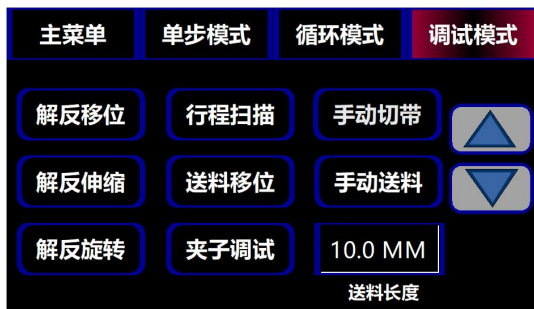 主菜单 单步模式 循环模式 调试模式
解反移位 行程扫描 手动切带
解反伸缩 送料移位 手动送料
解反旋转 夹子调试 10.0 MM
送料长度